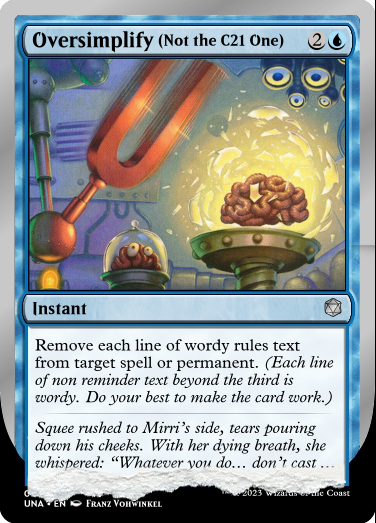 Oversimplify (Not the C21 One) 2
Instant
Remove each line of wordy rules text
from target spell or permanent. (Each line
of non reminder text beyond the third is
wordy. Do your best to make the card work.)
Squee rushed to Mirri's side, tears pouring
down his cheeks. With her dying breath, she
whispered: “Whatever you do… don't cast …
™ © 2023 Wizards of the Coast
UNA • EN Franz Vohwinkel